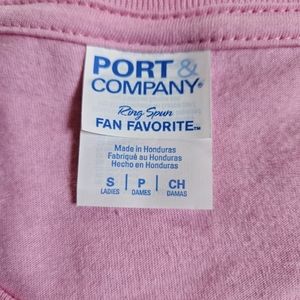 PORT &
COMPANY®
Ring Spun
FAN FAVORITE™
Made in Honduras
Fabriqué au Honduras
Hecho en Honduras
S | P | CH
LADIES | DAMES | DAMAS